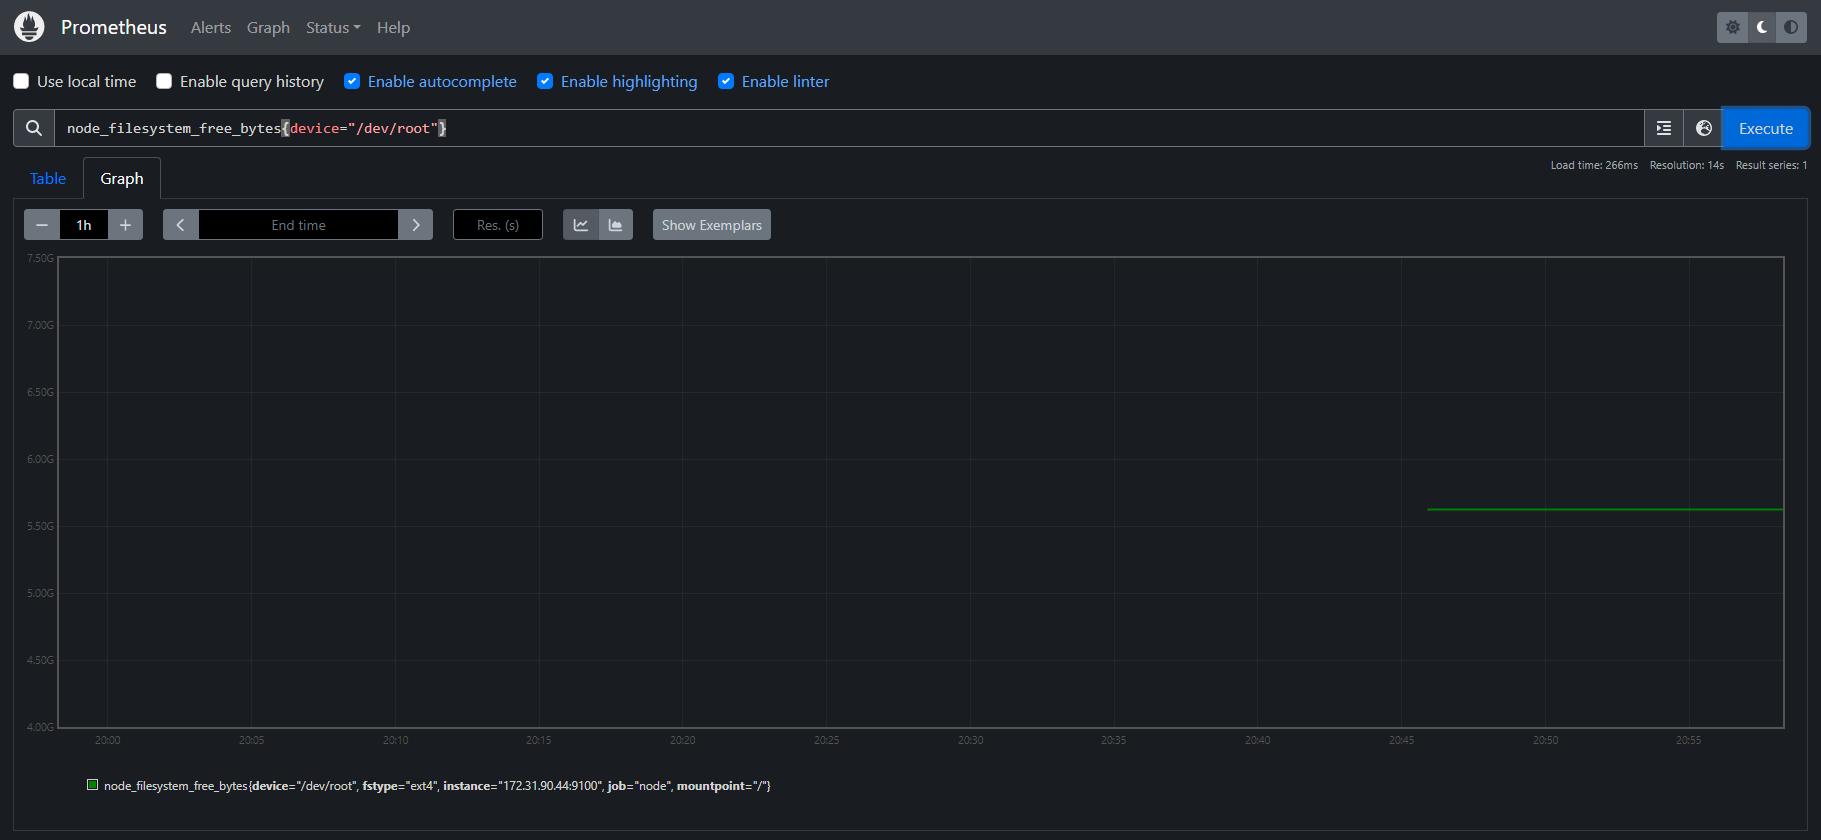 Prometheus Alerts Graph Status Help
Use local time Enable query history Enable autocomplete Enable highlighting Enable linter
node_filesystem_free_bytes{device="/dev/root"} Execute
Load time: 266ms Resolution: 14s Result series: 1
Table Graph
1h End time Res. (s) Show Exemplars
7.50G
7.00G
6.50G
6.00G
5.50G
5.00G
4.50G
4.00G
20:00 20:05 20:10 20:15 20:20 20:25 20:30 20:35 20:40 20:45 20:50 20:55
node_filesystem_free_bytes{device="/dev/root", fstype="ext4", instance="172.31.90.44:9100", job="node", mountpoint="/"}